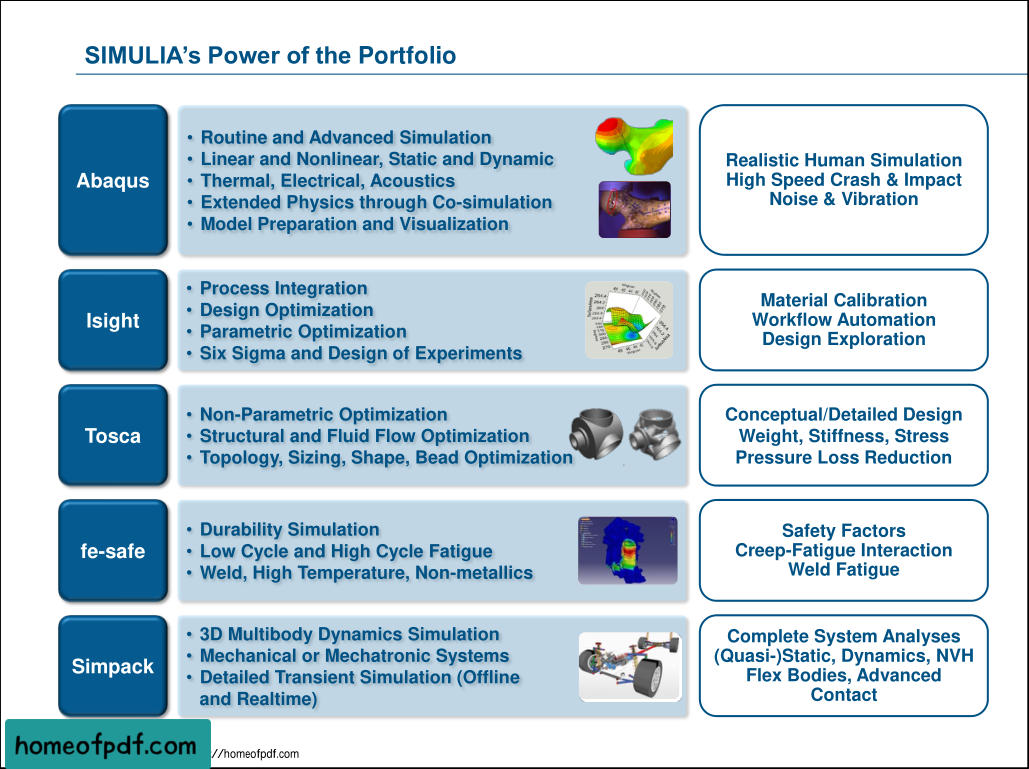 SIMULIA’s Power of the Portfolio
Abaqus
• Routine and Advanced Simulation
• Linear and Nonlinear, Static and Dynamic
• Thermal, Electrical, Acoustics
• Extended Physics through Co-simulation
• Model Preparation and Visualization
Realistic Human Simulation
High Speed Crash & Impact
Noise & Vibration
Isight
• Process Integration
• Design Optimization
• Parametric Optimization
• Six Sigma and Design of Experiments
Material Calibration
Workflow Automation
Design Exploration
Tosca
• Non-Parametric Optimization
• Structural and Fluid Flow Optimization
• Topology, Sizing, Shape, Bead Optimization
Conceptual/Detailed Design
Weight, Stiffness, Stress
Pressure Loss Reduction
fe-safe
• Durability Simulation
• Low Cycle and High Cycle Fatigue
• Weld, High Temperature, Non-metallics
Safety Factors
Creep-Fatigue Interaction
Weld Fatigue
Simpack
• 3D Multibody Dynamics Simulation
• Mechanical or Mechatronic Systems
• Detailed Transient Simulation (Offline
and Realtime)
Complete System Analyses
(Quasi-)Static, Dynamics, NVH
Flex Bodies, Advanced
Contact
homeofpdf.com
//homeofpdf.com